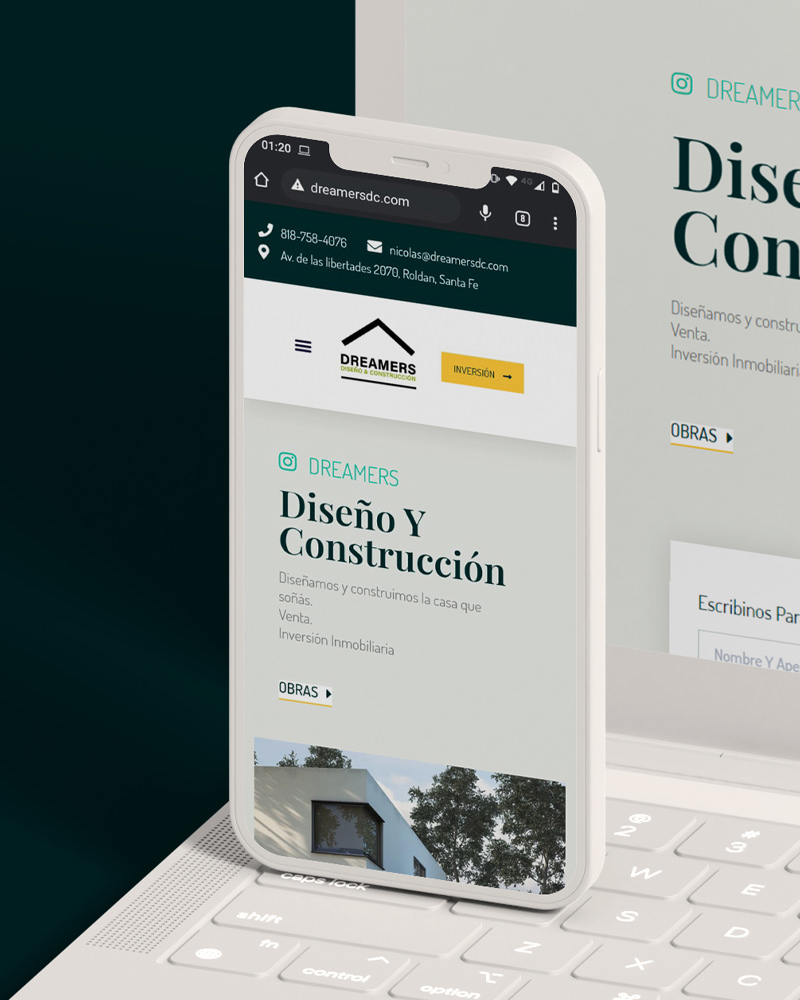 01:20
4G
dreamersdc.com
8
818-758-4076 nicolas@dreamersdc.com
Av. de las libertades 2070, Roldan, Santa Fe
DREAMERS
DISEÑO & CONSTRUCCIÓN
INVERSIÓN
DREAMERS
Diseño Y
Construcción
Diseñamos y construimos la casa que
soñás.
Venta.
Inversión Inmobiliaria
OBRAS
DREAMERS
Dise
Con
Diseñamos y constru
Venta.
Inversión Inmobiliaria
OBRAS
Escribinos Par
Nombre Y Ape
@
2
#
3
W
E
caps lock
S
D
shift
Z
X
C
fn
control
option